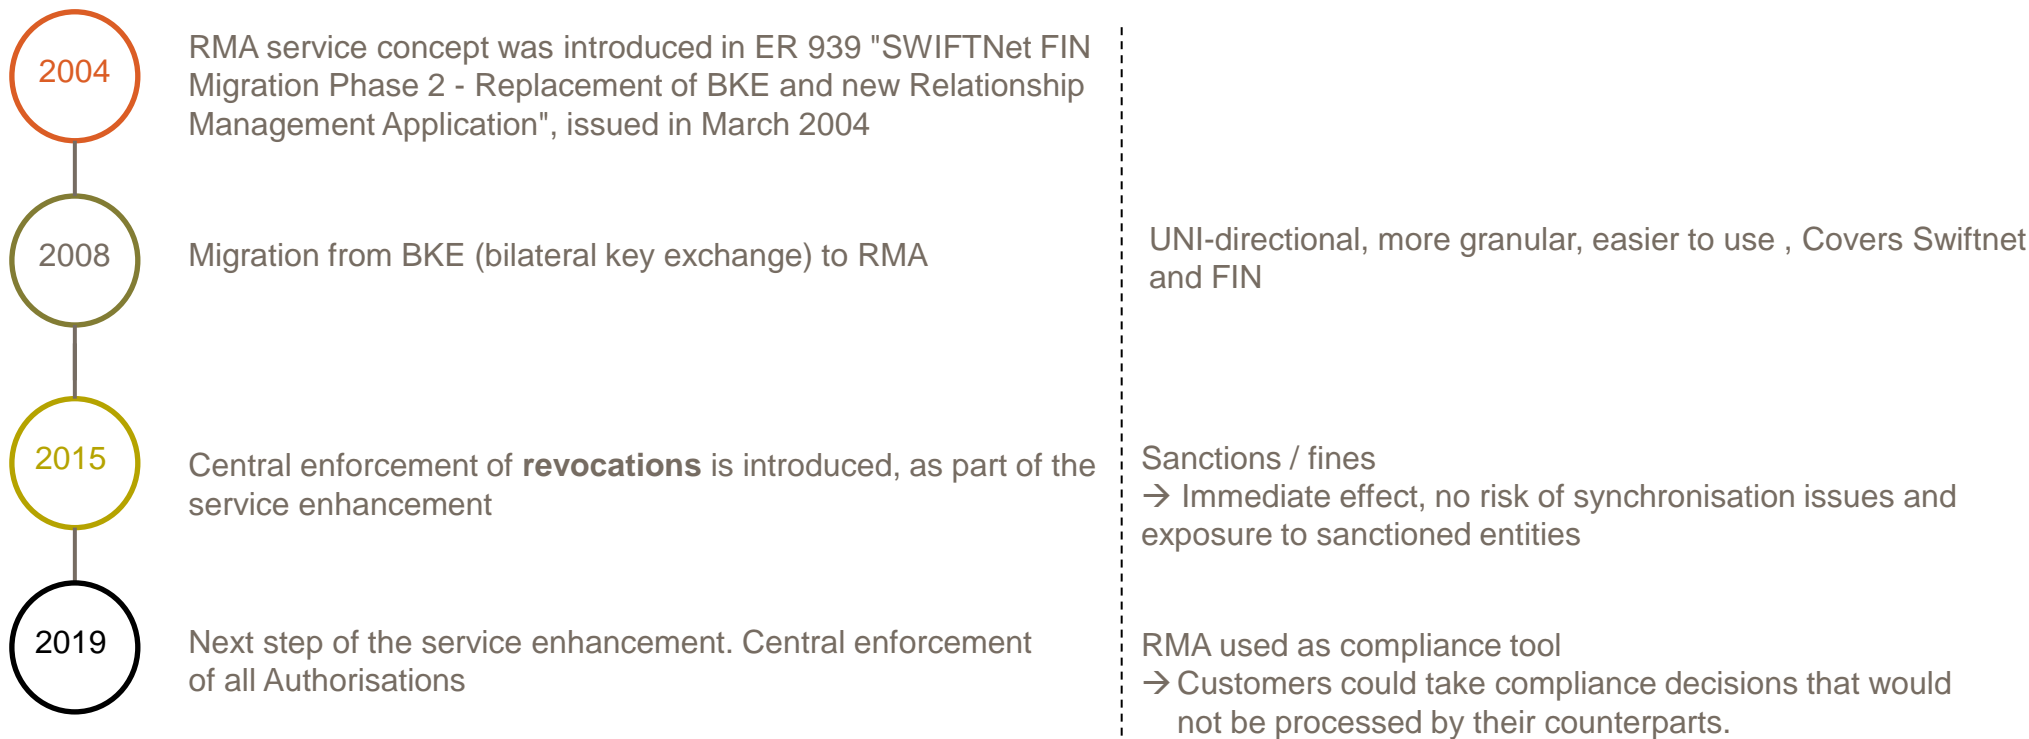 2004
RMA service concept was introduced in ER 939 "SWIFTNet FIN
Migration Phase 2 - Replacement of BKE and new Relationship
Management Application", issued in March 2004
2008
Migration from BKE (bilateral key exchange) to RMA
UNI-directional, more granular, easier to use , Covers Swiftnet
and FIN
2015
Central enforcement of revocations is introduced, as part of the
service enhancement
Sanctions / fines
→ Immediate effect, no risk of synchronisation issues and
exposure to sanctioned entities
2019
Next step of the service enhancement. Central enforcement
of all Authorisations
RMA used as compliance tool
→ Customers could take compliance decisions that would
not be processed by their counterparts.